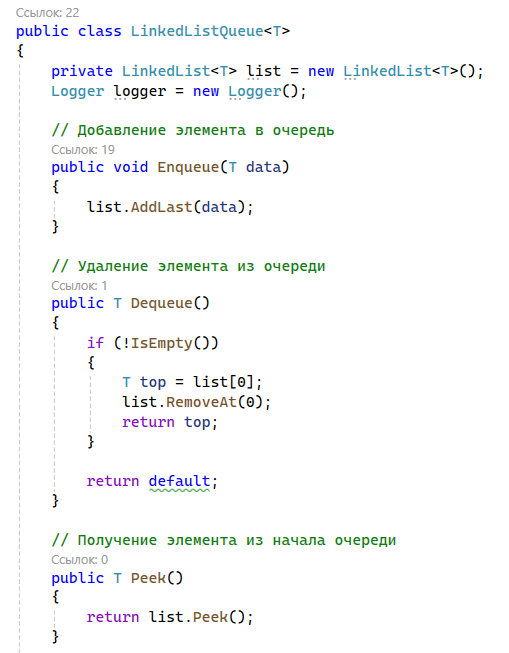 Ссылок: 22
public class LinkedListQueue<T>
{
private LinkedList<T> list = new LinkedList<T>();
Logger logger = new Logger();
// Добавление элемента в очередь
Ссылок: 19
public void Enqueue(T data)
{
list.AddLast(data);
}
// Удаление элемента из очереди
Ссылок: 1
public T Dequeue()
{
if (!IsEmpty())
{
T top = list[0];
list.RemoveAt(0);
return top;
}
return default;
}
// Получение элемента из начала очереди
Ссылок: 0
public T Peek()
{
return list.Peek();
}